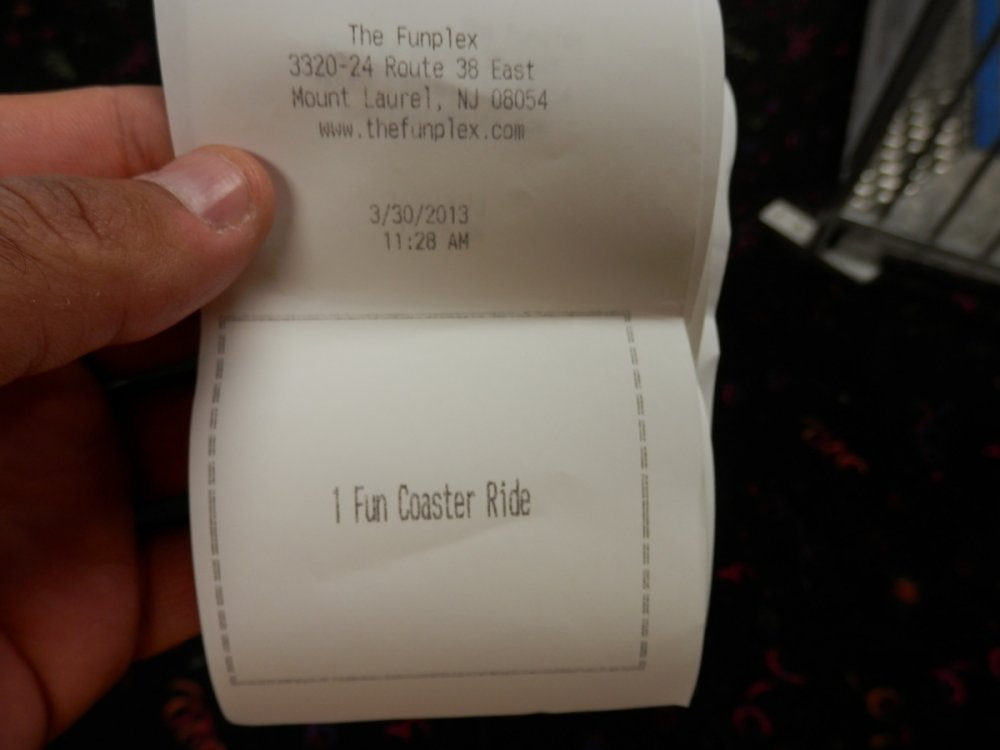 The Funplex
3320-24 Route 38 East
Mount Laurel, NJ 08054
www.thefunplex.com
3/30/2013
11:28 AM
1 Fun Coaster Ride